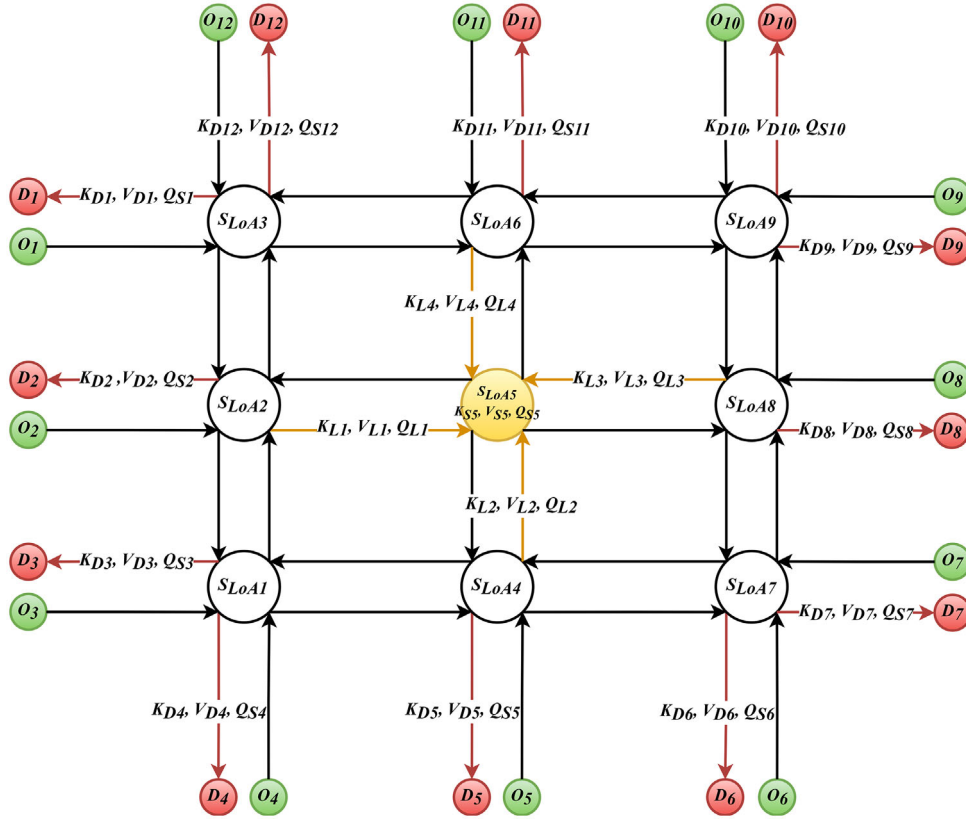 O12 D12 O11 D11 O10 D10
KD12, VD12, QS12 KD11, VD11, QS11 KD10, VD10, QS10
D1 KD1, VD1, QS1 O9
SLoA3 SLoA6 SLoA9
O1 KD9, VD9, QS9 D9
KL4, VL4, QL4
D2 KD2 ,VD2, QS2 KL3, VL3, QL3 O8
SLoA2 SLoA5 SLoA8
KS5, VS5, QS5
O2 KL1, VL1, QL1 KD8, VD8, QS8 D8
KL2, VL2, QL2
D3 KD3, VD3, QS3 O7
SLoA1 SLoA4 SLoA7
O3 KD7, VD7, QS7 D7
KD4, VD4, QS4 KD5, VD5, QS5 KD6, VD6, QS6
D4 O4 D5 O5 D6 O6